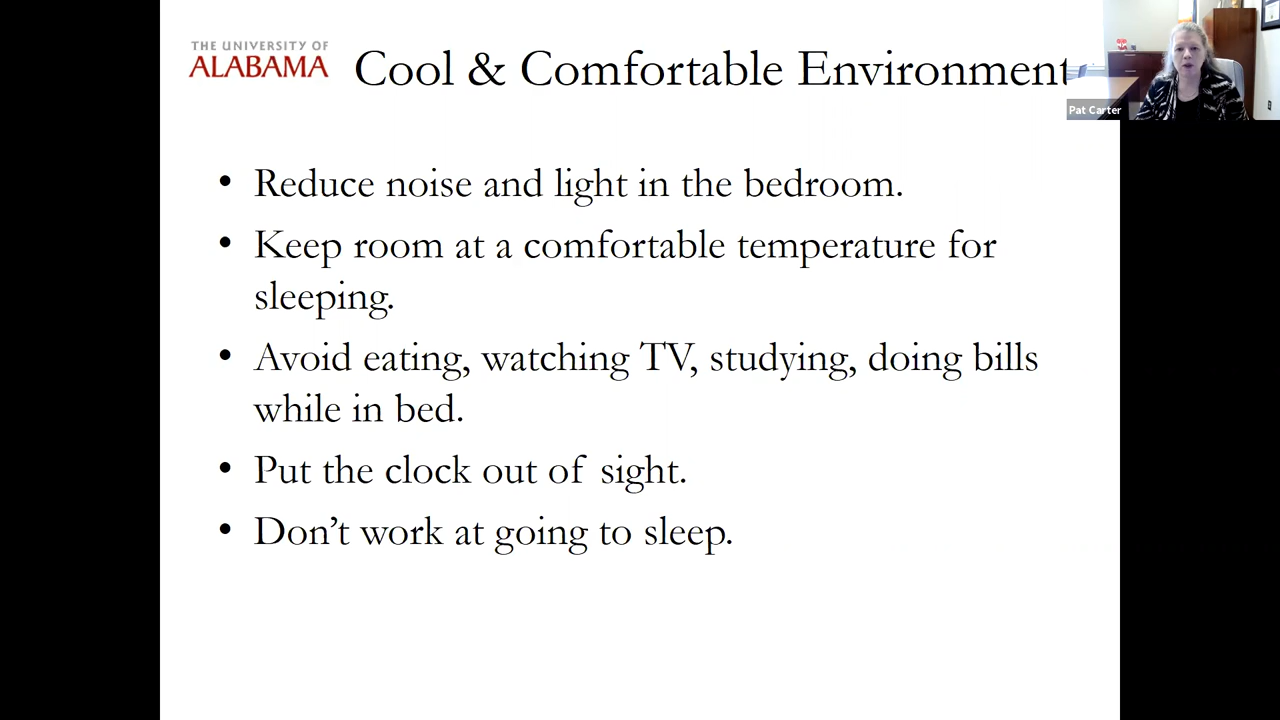 THE UNIVERSITY OF
ALABAMA
Cool & Comfortable Environment
Pat Carter
• Reduce noise and light in the bedroom.
• Keep room at a comfortable temperature for
sleeping.
• Avoid eating, watching TV, studying, doing bills
while in bed.
• Put the clock out of sight.
• Don’t work at going to sleep.